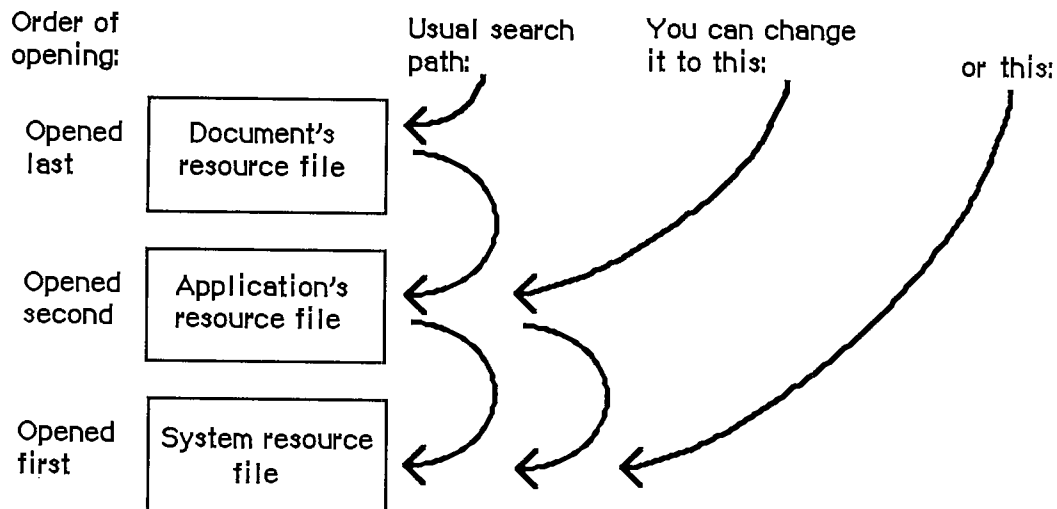 Order of
opening:
Usual search
path:
You can change
it to this:
or this:
Opened
last
Document's
resource file
Opened
second
Application's
resource file
Opened
first
System resource
file